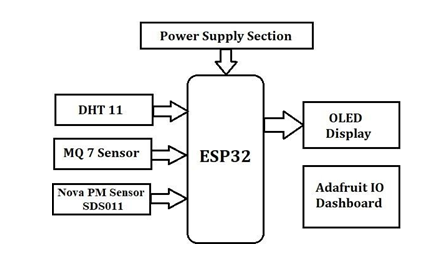 Power Supply Section
DHT 11
MQ 7 Sensor
Nova PM Sensor
SDS011
ESP32
OLED
Display
Adafruit IO
Dashboard